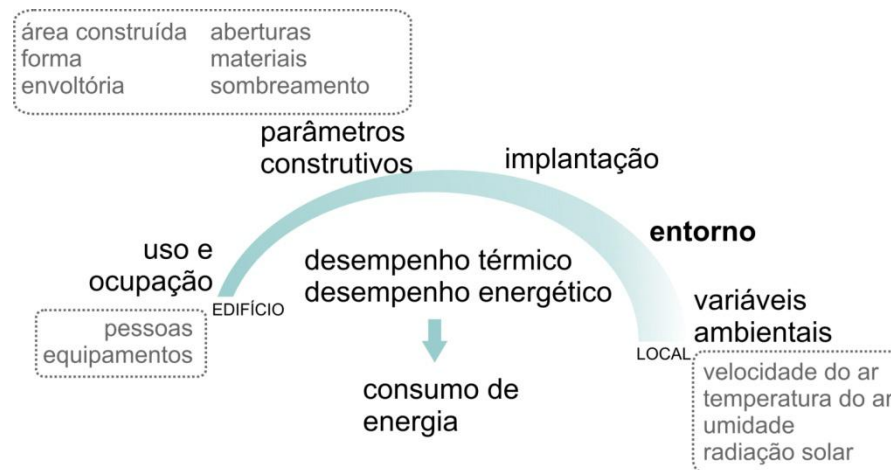 área construída aberturas
forma materiais
envoltória sombreamento
parâmetros
construtivos
implantação
entorno
uso e
ocupação
desempenho térmico
desempenho energético
EDIFÍCIO
pessoas
equipamentos
variáveis
ambientais
LOCAL
velocidade do ar
temperatura do ar
umidade
radiação solar
consumo de
energia